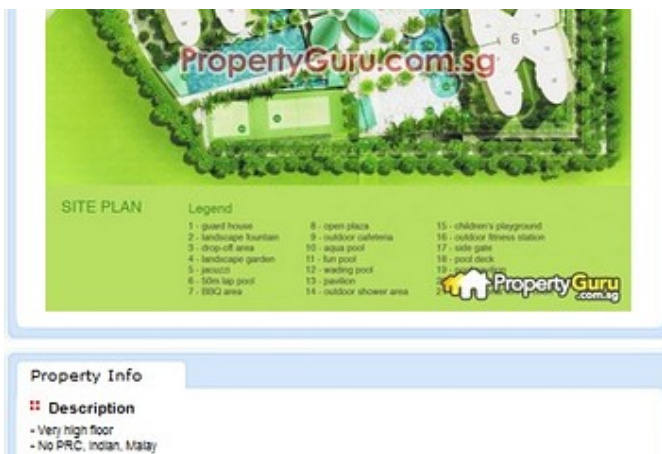 6
PropertyGuru.com.sg
SITE PLAN
Legend
1 - guard house
2 - landscape fountain
3 - drop-off area
4 - landscape garden
5 - jacuzzi
6 - 50m lap pool
7 - BBQ area
8 - open plaza
9 - outdoor cafeteria
10 - aqua pool
11 - fun pool
12 - wading pool
13 - pavilion
14 - outdoor shower area
15 - children's playground
16 - outdoor fitness station
17 - side gate
18 - pool deck
19 -
PropertyGuru
.com.sg
Property Info
Description
- Very high floor
- No PRC, Indian, Malay